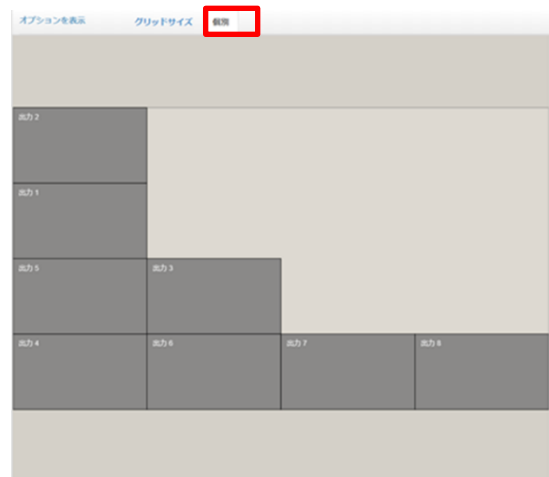 オプションを表示 グリッドサイズ 個別
出力 2
出力 1
出力 5 出力 3
出力 4 出力 6 出力 7 出力 8